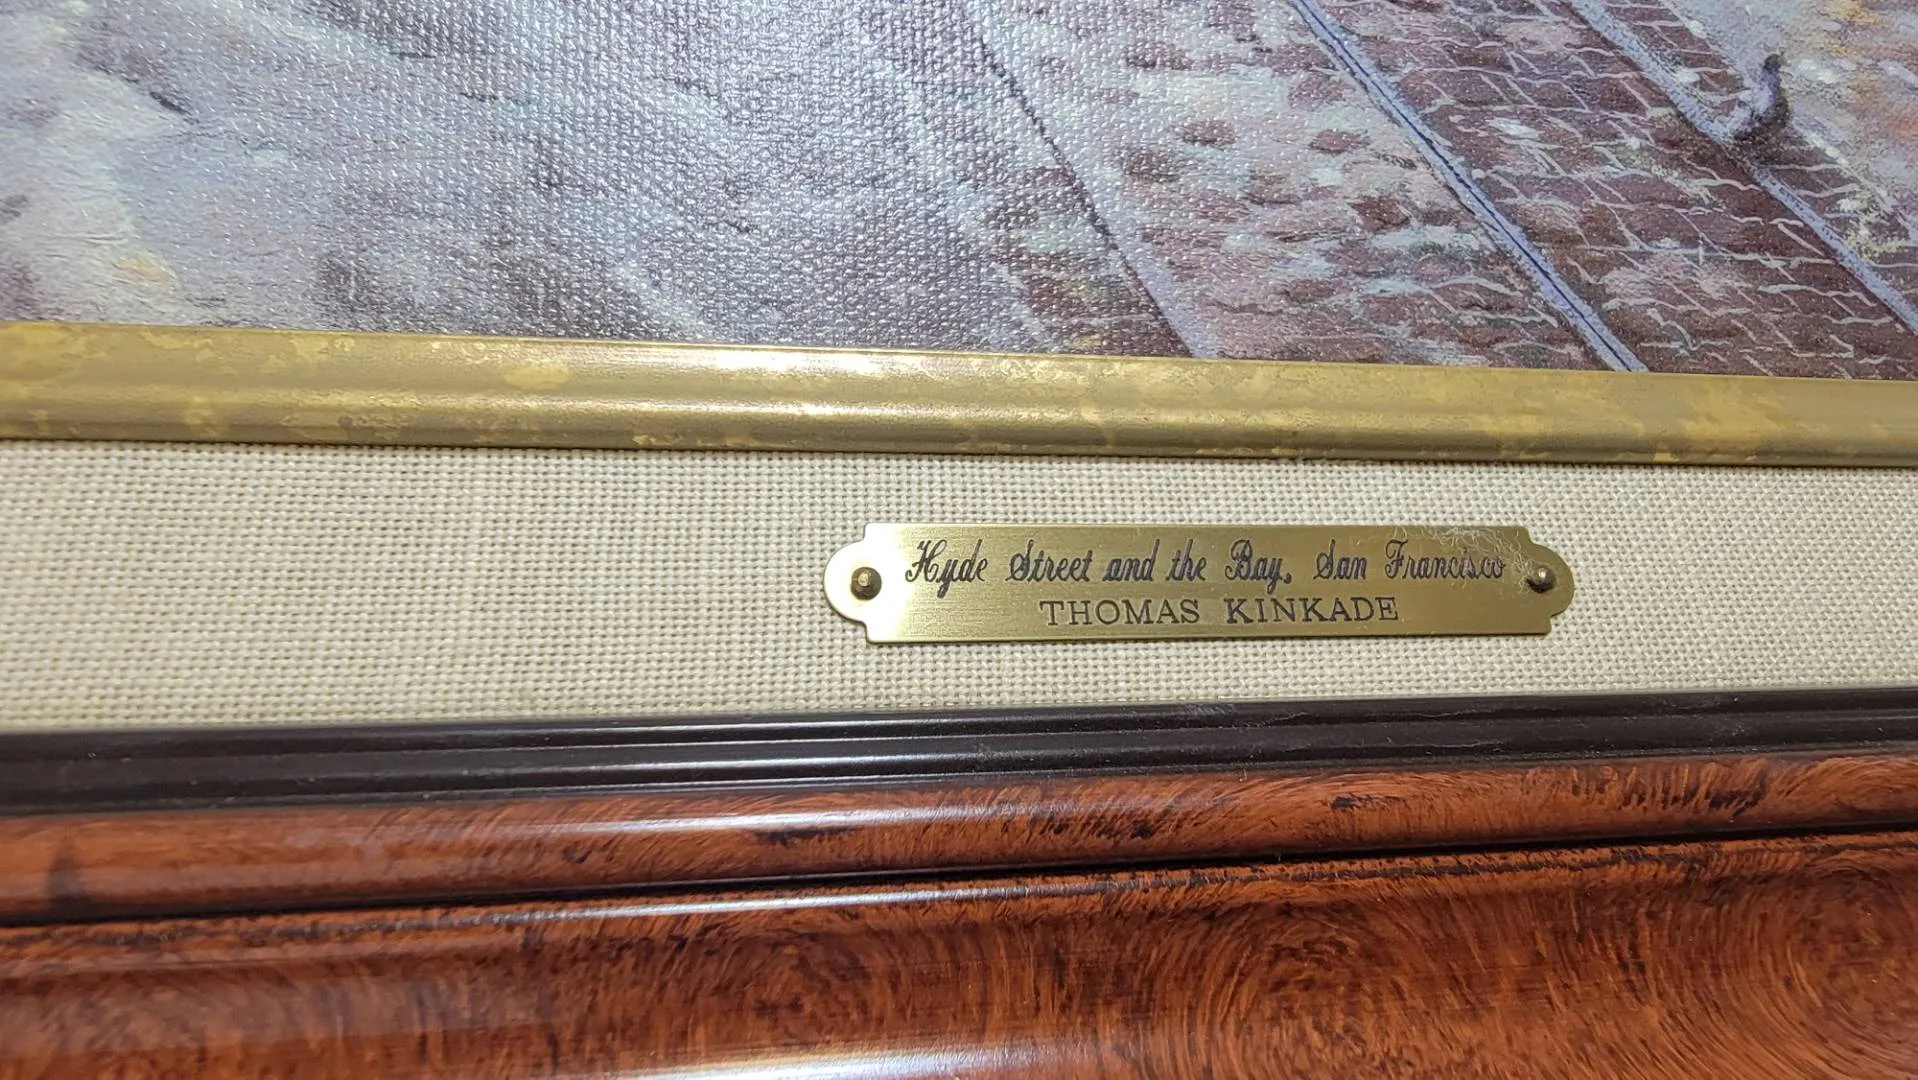 Hyde Street and the Bay, San Francisco
THOMAS KINKADE